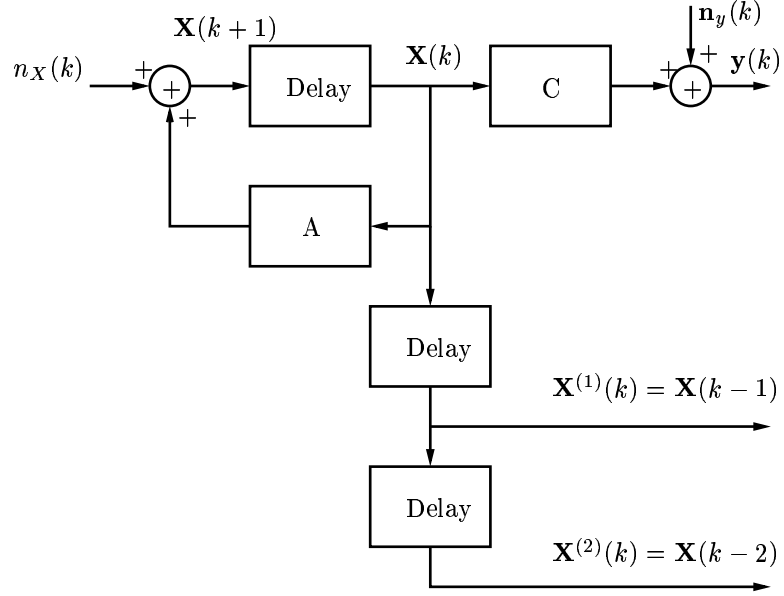 𝐧_y(k)
𝐗(k + 1)
n_X(k)
+
+
+
Delay
𝐗(k)
C
+
+
+
𝐲(k)
A
Delay
𝐗^(1)(k) = 𝐗(k − 1)
Delay
𝐗^(2)(k) = 𝐗(k − 2)